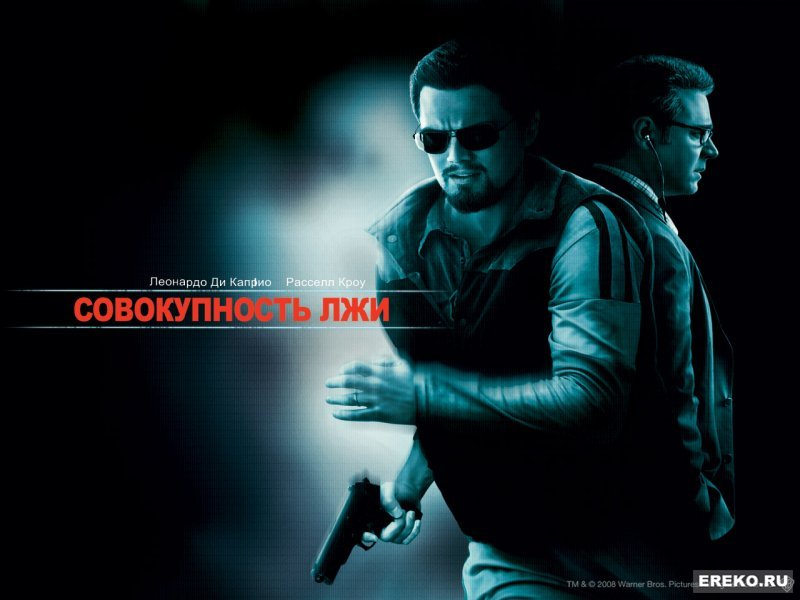 Леонардо Ди Каприо Расселл Кроу
СОВОКУПНОСТЬ ЛЖИ
TM & © 2008 Warner Bros. Pictures
EREKO.RU